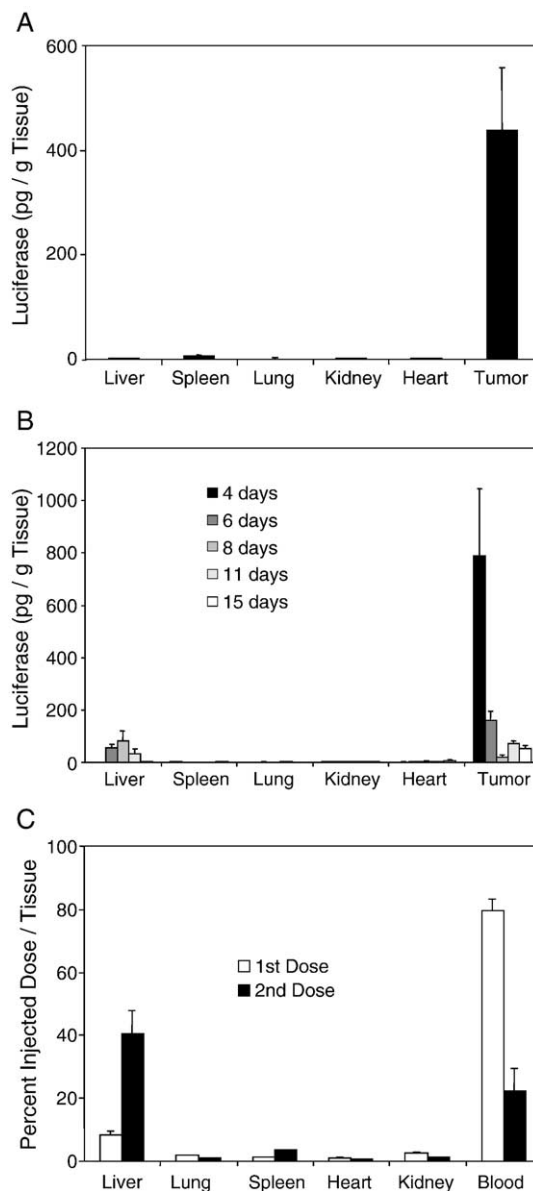 A
Luciferase (pg / g Tissue)
600
400
200
0
Liver Spleen Lung Kidney Heart Tumor
B
Luciferase (pg / g Tissue)
1200
1000
800
600
400
200
0
4 days
6 days
8 days
11 days
15 days
Liver Spleen Lung Kidney Heart Tumor
C
Percent Injected Dose / Tissue
100
80
60
40
20
0
1st Dose
2nd Dose
Liver Lung Spleen Heart Kidney Blood